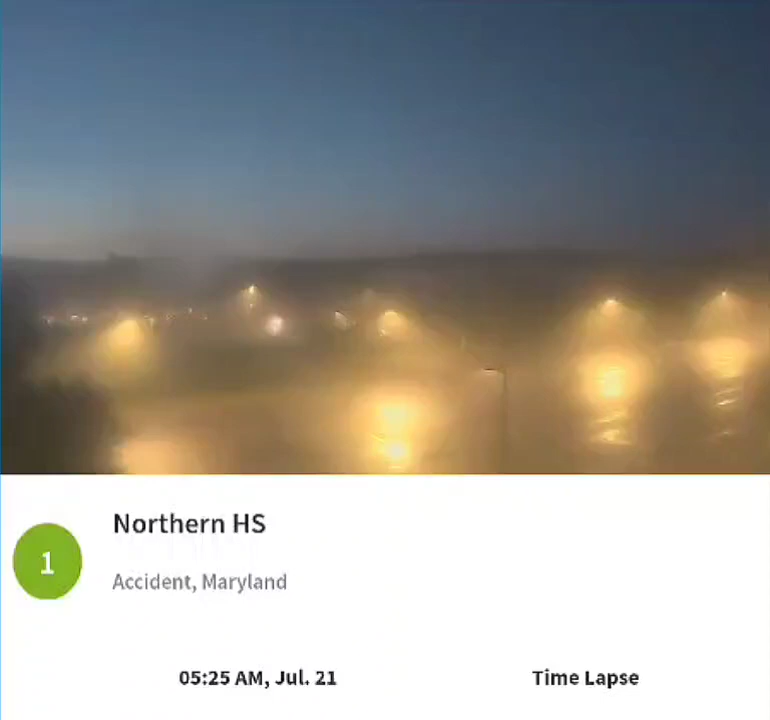 Northern HS
1
Accident, Maryland
05:25 AM, Jul. 21
Time Lapse